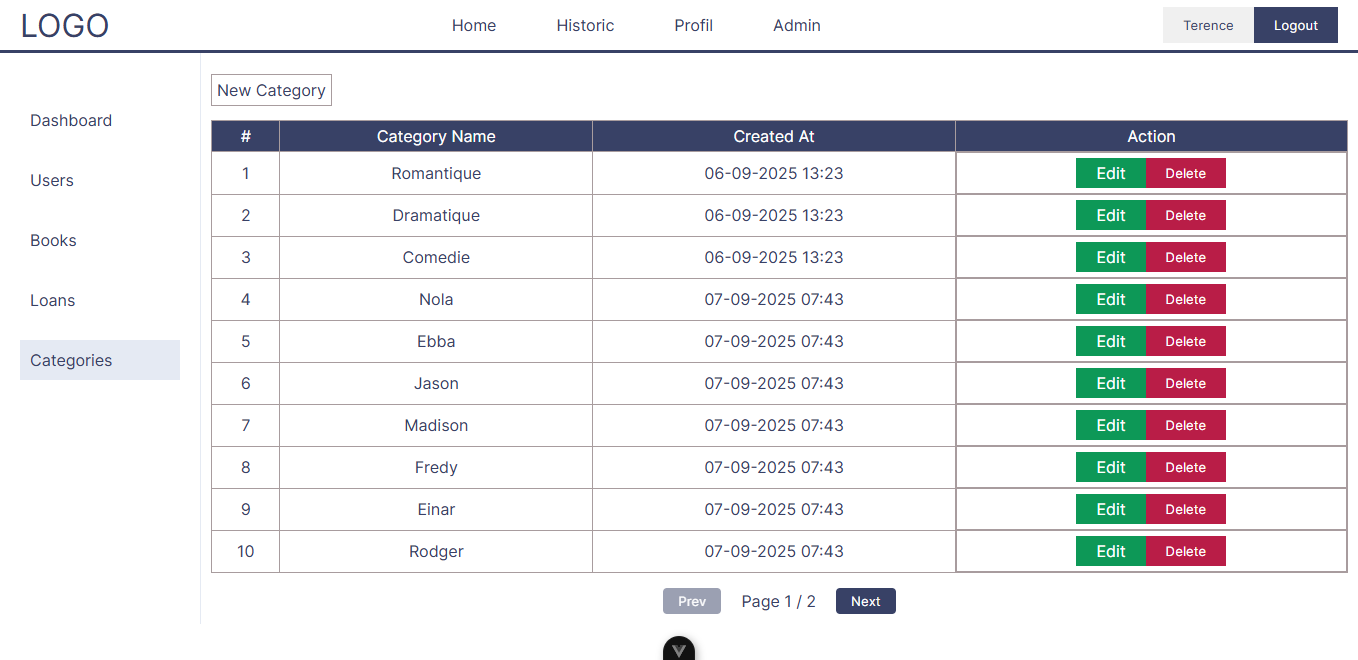 LOGO Home Historic Profil Admin Terence Logout
New Category
Dashboard
Users
Books
Loans
Categories
# Category Name Created At Action
1 Romantique 06-09-2025 13:23 Edit Delete
2 Dramatique 06-09-2025 13:23 Edit Delete
3 Comedie 06-09-2025 13:23 Edit Delete
4 Nola 07-09-2025 07:43 Edit Delete
5 Ebba 07-09-2025 07:43 Edit Delete
6 Jason 07-09-2025 07:43 Edit Delete
7 Madison 07-09-2025 07:43 Edit Delete
8 Fredy 07-09-2025 07:43 Edit Delete
9 Einar 07-09-2025 07:43 Edit Delete
10 Rodger 07-09-2025 07:43 Edit Delete
Prev Page 1 / 2 Next